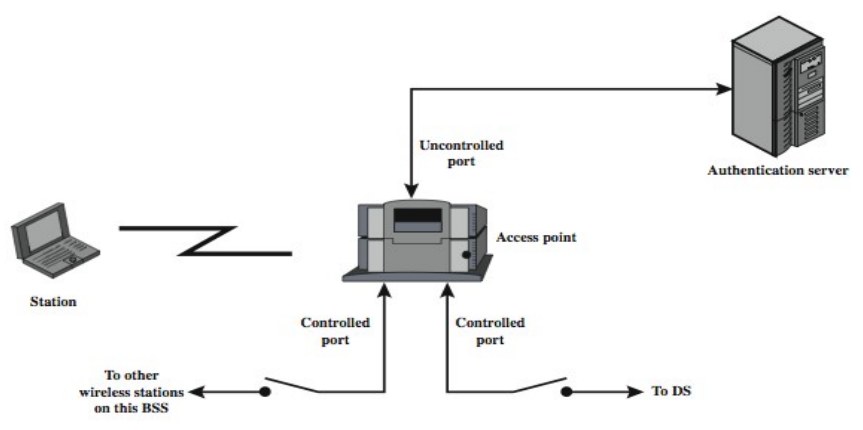 Uncontrolled
port
Authentication server
Access point
Station
Controlled
port
Controlled
port
To other
wireless stations
on this BSS
To DS